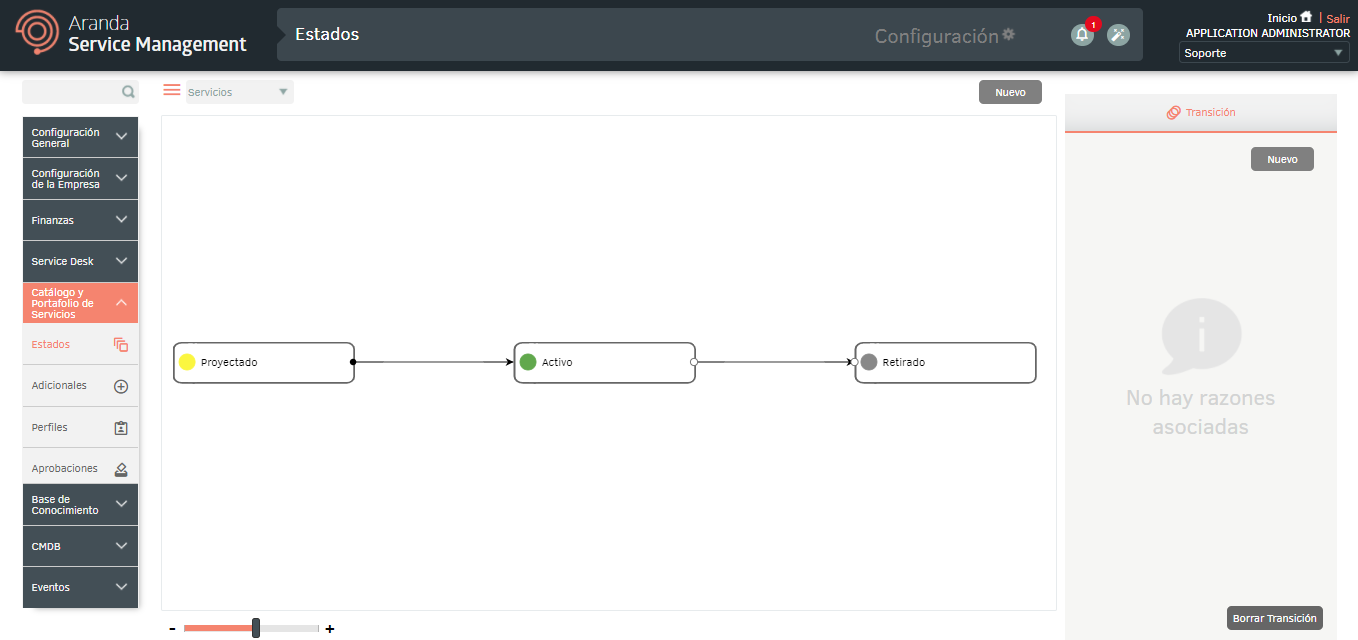 Aranda
Service Management
Estados
Configuración
1
Inicio | Salir
APPLICATION ADMINISTRATOR
Soporte
Servicios
Nuevo
Configuración
General
Configuración
de la Empresa
Finanzas
Service Desk
Catálogo y
Portafolio de
Servicios
Estados
Adicionales
Perfiles
Aprobaciones
Base de
Conocimiento
CMDB
Eventos
Proyectado
Activo
Retirado
- +
Transición
Nuevo
No hay razones
asociadas
Borrar Transición